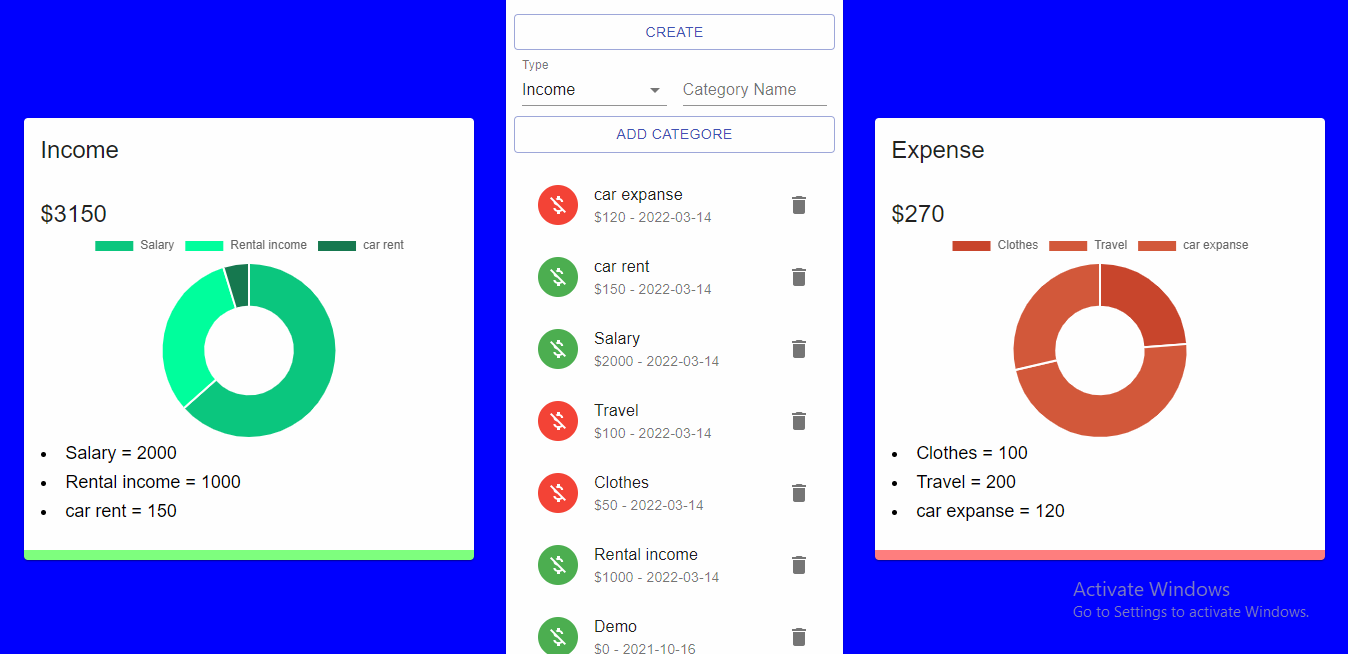 Income
$3150
Salary Rental income car rent
Salary = 2000
Rental income = 1000
car rent = 150
CREATE
Type
Income Category Name
ADD CATEGORE
car expanse
$120 - 2022-03-14
car rent
$150 - 2022-03-14
Salary
$2000 - 2022-03-14
Travel
$100 - 2022-03-14
Clothes
$50 - 2022-03-14
Rental income
$1000 - 2022-03-14
Demo
$0 - 2021-10-16
Expense
$270
Clothes Travel car expanse
Clothes = 100
Travel = 200
car expanse = 120
Activate Windows
Go to Settings to activate Windows.